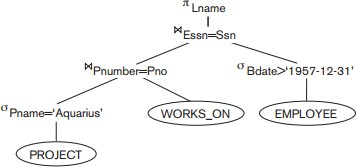 π Lname
⋈ Essn=Ssn
⋈ Pnumber=Pno
σ Bdate>‘1957-12-31’
σ Pname=‘Aquarius’
WORKS_ON
EMPLOYEE
PROJECT